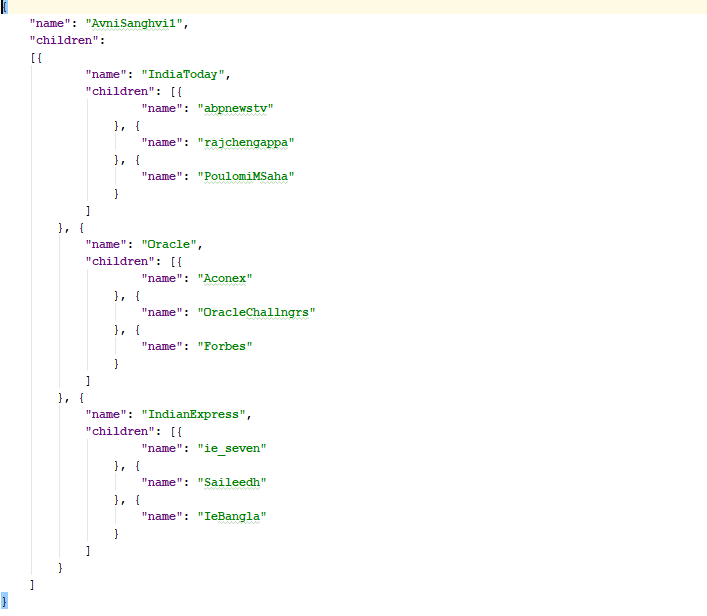 {
    "name": "AvniSanghvi1",
    "children":
    [{
            "name": "IndiaToday",
            "children": [{
                    "name": "abpnewstv"
                }, {
                    "name": "rajchengappa"
                }, {
                    "name": "PoulomiMSaha"
                }
            ]
        }, {
            "name": "Oracle",
            "children": [{
                    "name": "Aconex"
                }, {
                    "name": "OracleChallngrs"
                }, {
                    "name": "Forbes"
                }
            ]
        }, {
            "name": "IndianExpress",
            "children": [{
                    "name": "ie_seven"
                }, {
                    "name": "Saileedh"
                }, {
                    "name": "IeBangla"
                }
            ]
        }
    ]
}